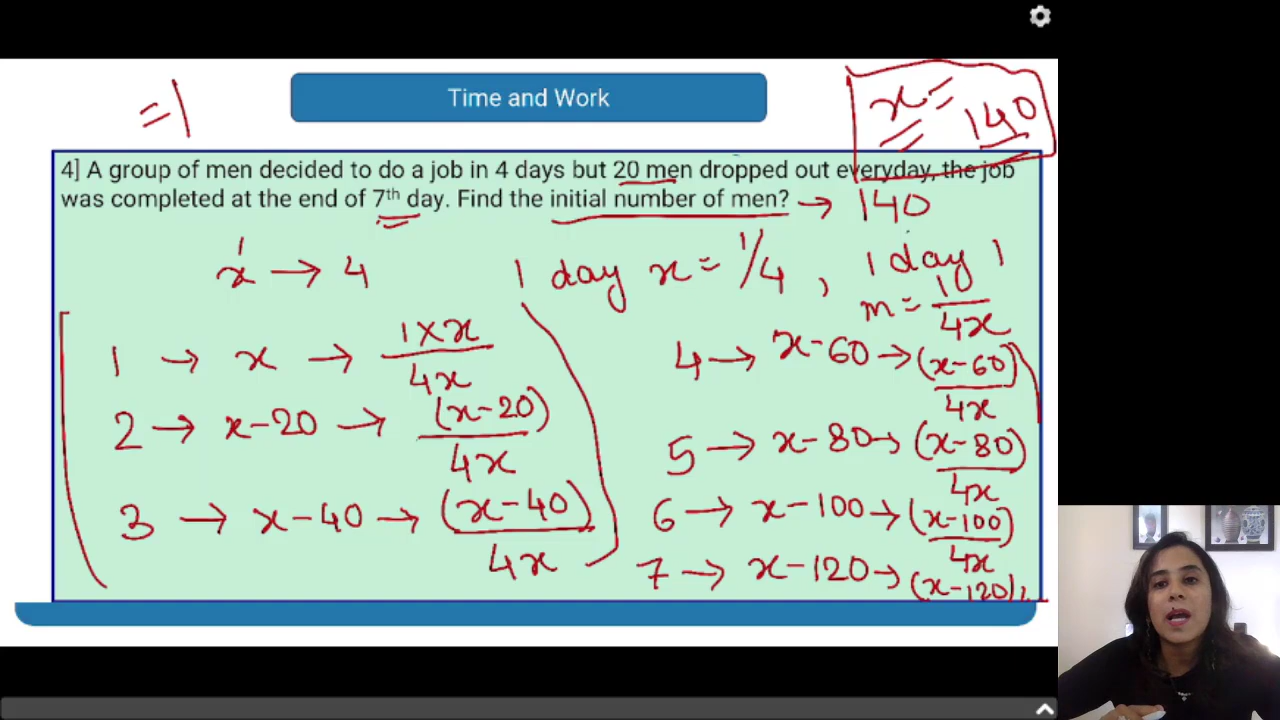 =1
Time and Work
x = 140
4] A group of men decided to do a job in 4 days but 20 men dropped out everyday, the job
was completed at the end of 7th day. Find the initial number of men? → 140
x → 4
1
1 day x = 1/4 , 1 day 1
m = 10/4x
1 → x → 1×x/4x
2 → x-20 → (x-20)/4x
3 → x-40 → (x-40)/4x
4 → x-60 → (x-60)/4x
5 → x-80 → (x-80)/4x
6 → x-100 → (x-100)/4x
7 → x-120 → (x-120)